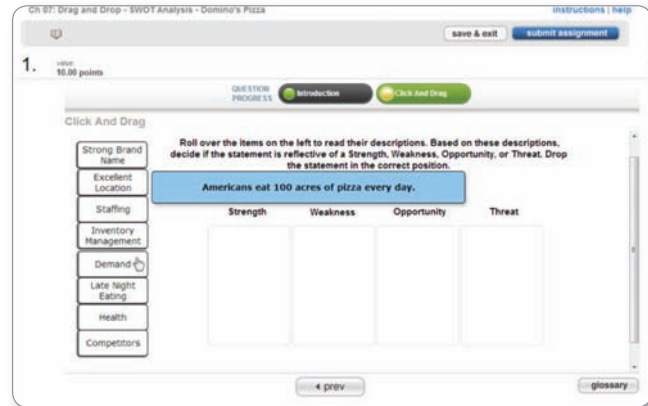 Ch 07: Drag and Drop - SWOT Analysis - Domino's Pizza
instructions | help
save & exit
submit assignment
1.
value:
10.00 points
QUESTION
PROGRESS
Introduction
Click And Drag
Click And Drag
Roll over the items on the left to read their descriptions. Based on these descriptions,
decide if the statement is reflective of a Strength, Weakness, Opportunity, or Threat. Drop
the statement in the correct position.
Strong Brand
Name
Excellent
Location
Staffing
Inventory
Management
Demand
Late Night
Eating
Health
Competitors
Americans eat 100 acres of pizza every day.
Strength
Weakness
Opportunity
Threat
prev
glossary